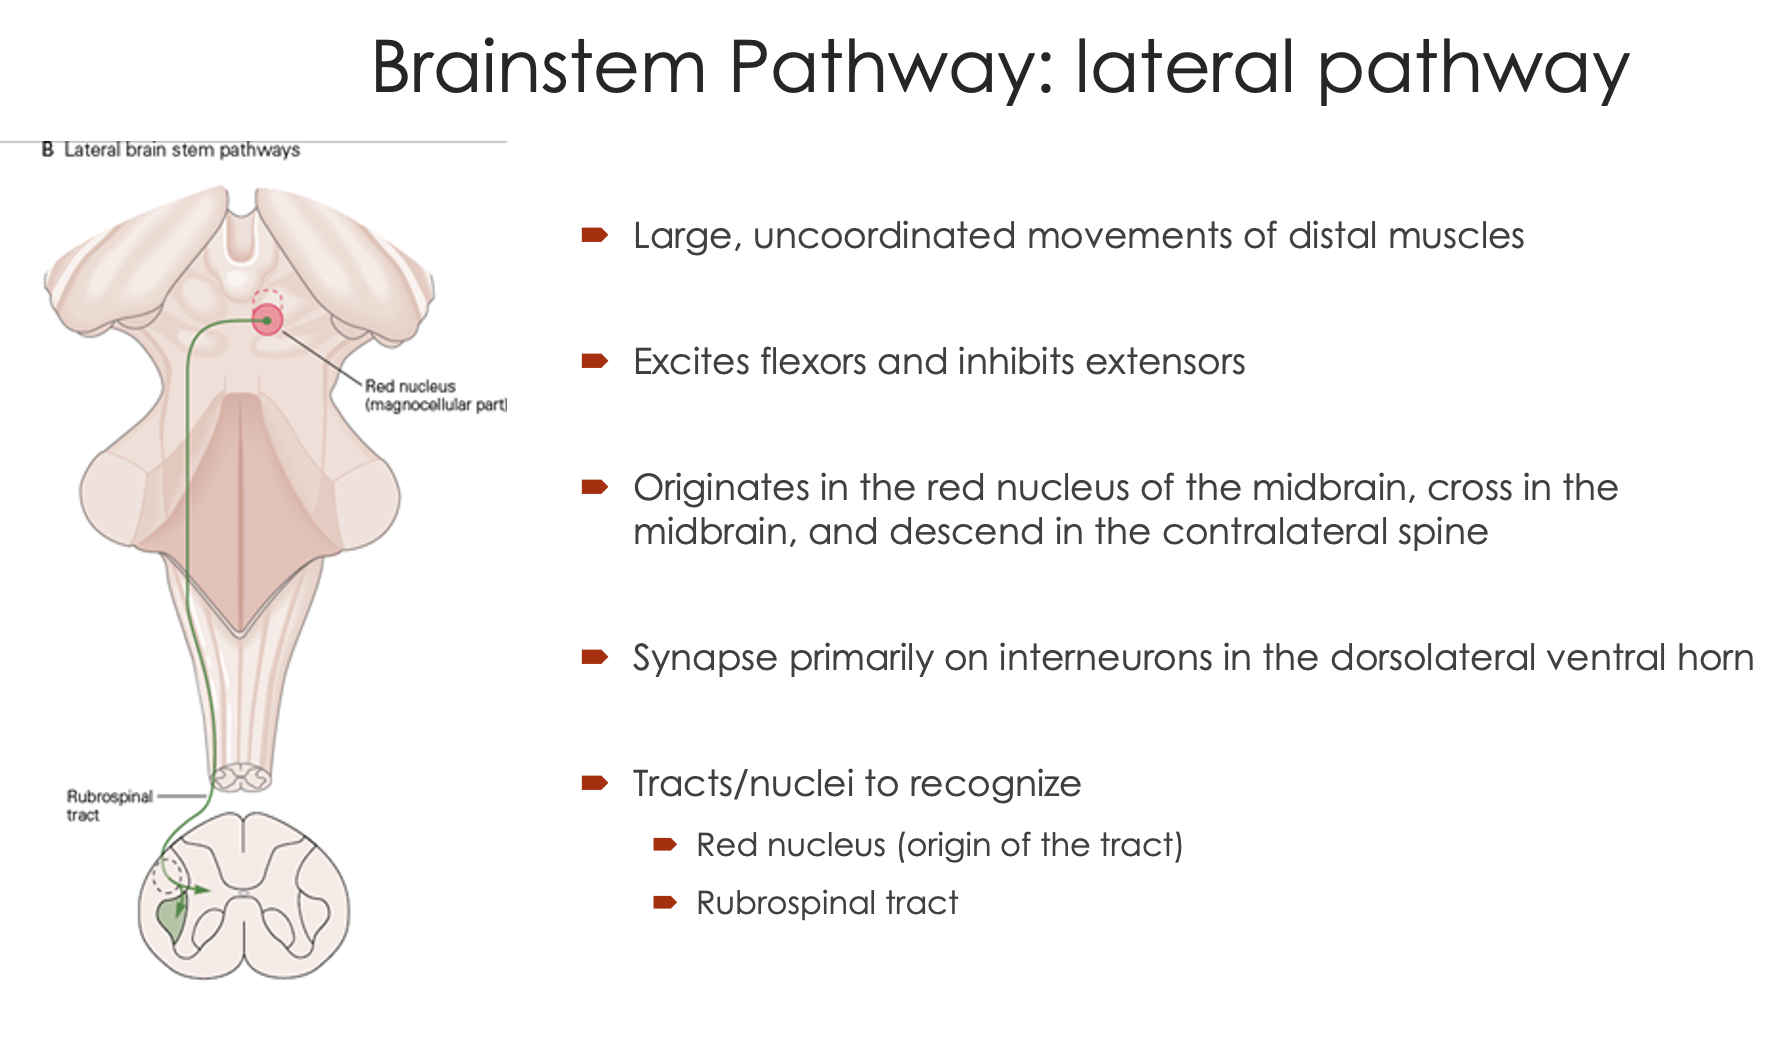 Brainstem Pathway: lateral pathway
B Lateral brain stem pathways
Red nucleus
(magnocellular part)
Rubrospinal
tract
Large, uncoordinated movements of distal muscles
Excites flexors and inhibits extensors
Originates in the red nucleus of the midbrain, cross in the
midbrain, and descend in the contralateral spine
Synapse primarily on interneurons in the dorsolateral ventral horn
Tracts/nuclei to recognize
Red nucleus (origin of the tract)
Rubrospinal tract